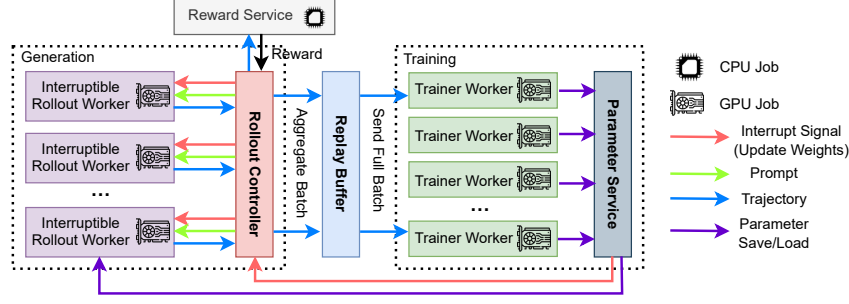 Reward Service
Reward
Generation
Interruptible
Rollout Worker
Interruptible
Rollout Worker
...
Interruptible
Rollout Worker
Rollout Controller
Aggregate Batch
Replay Buffer
Send Full Batch
Training
Trainer Worker
Trainer Worker
Trainer Worker
...
Trainer Worker
Parameter Service
CPU Job
GPU Job
Interrupt Signal
(Update Weights)
Prompt
Trajectory
Parameter
Save/Load